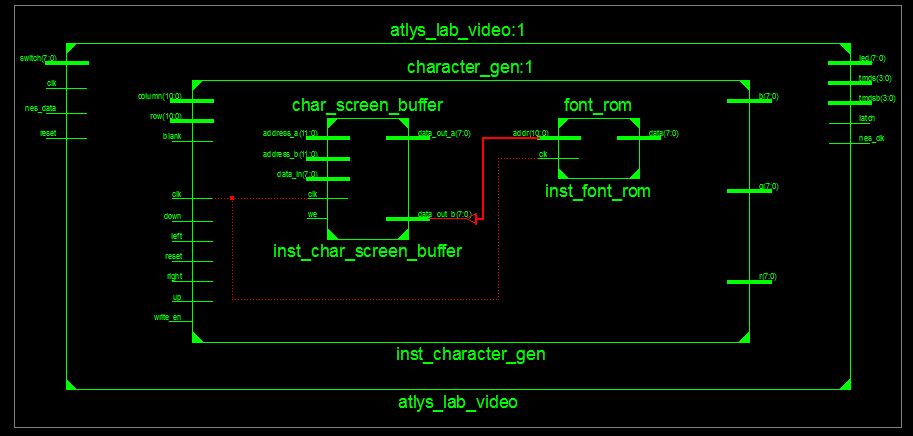 atlys_lab_video:1
switch(7:0)
clk
nes_data
reset
led(7:0)
tmds(3:0)
tmdsb(3:0)
latch
nes_clk
character_gen:1
column(10:0)
row(10:0)
blank
clk
down
left
reset
right
up
write_en
b(7:0)
g(7:0)
r(7:0)
char_screen_buffer
address_a(11:0)
address_b(11:0)
data_in(7:0)
clk
we
data_out_a(7:0)
data_out_b(7:0)
inst_char_screen_buffer
font_rom
addr(10:0)
clk
data(7:0)
inst_font_rom
inst_character_gen
atlys_lab_video